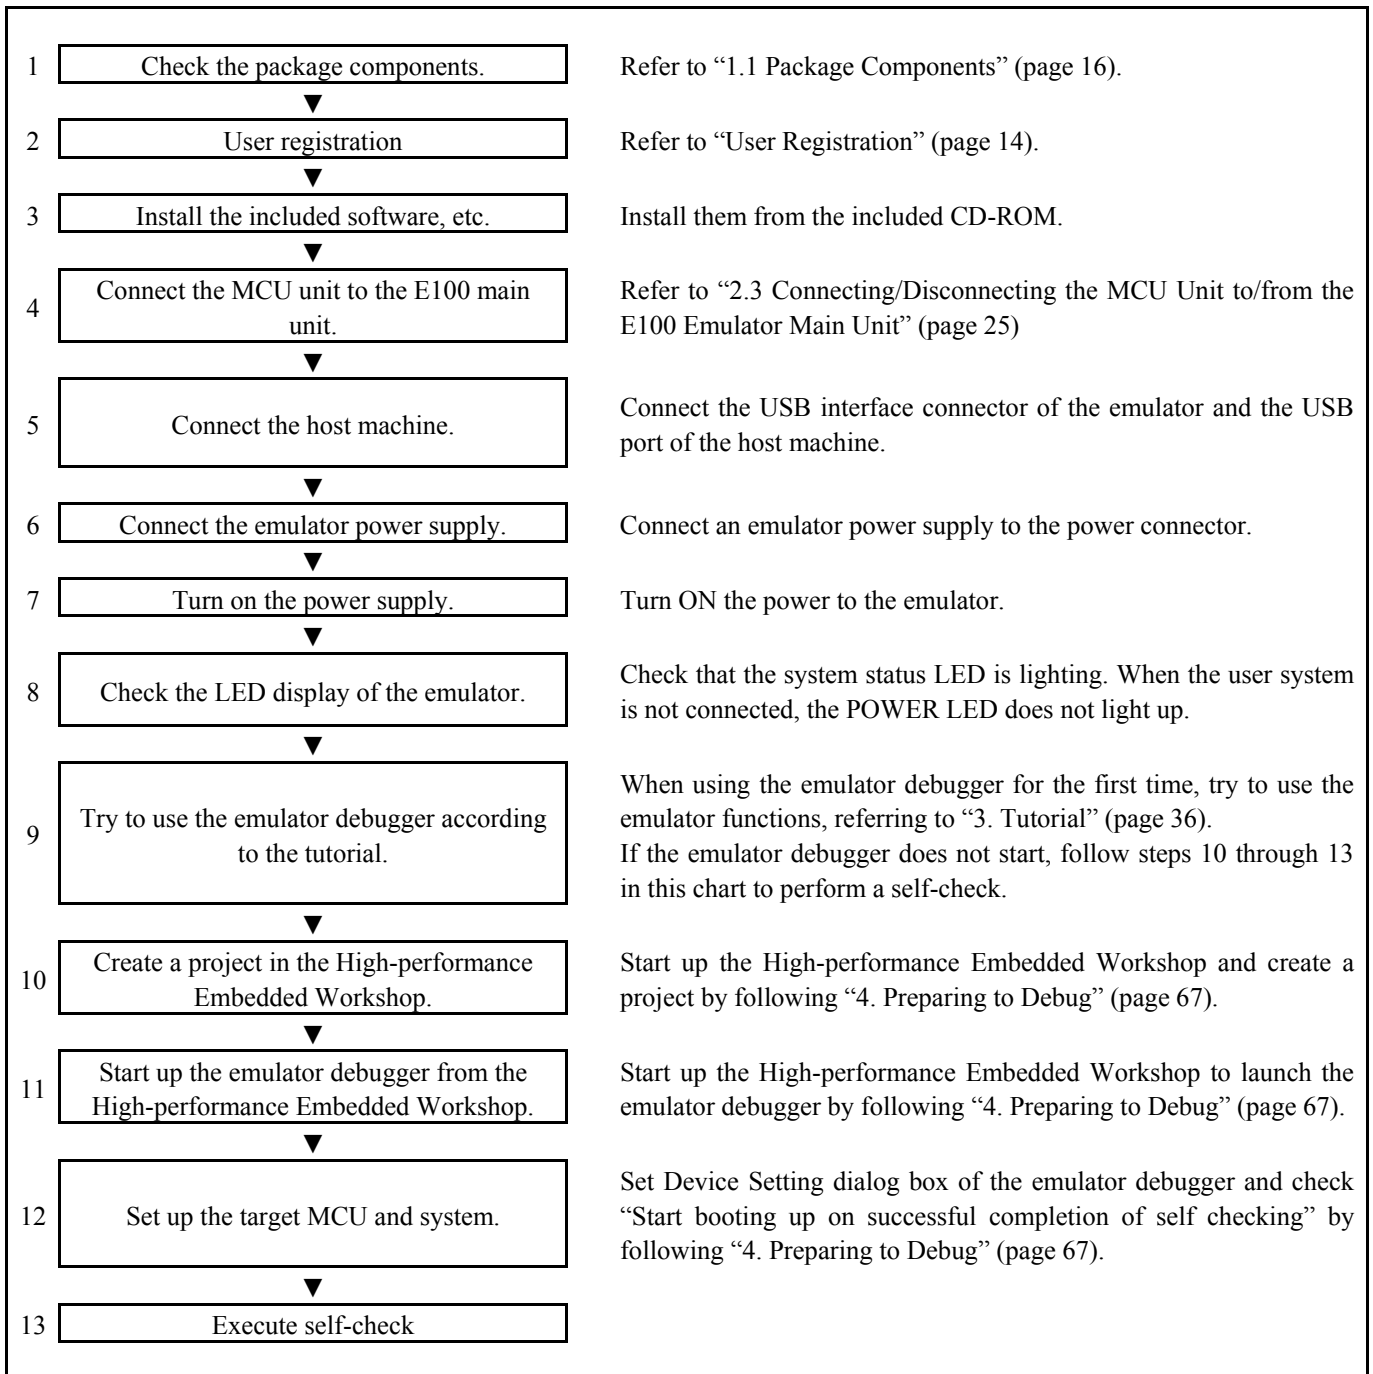 1
Check the package components.
Refer to “1.1 Package Components” (page 16).
▼
2
User registration
Refer to “User Registration” (page 14).
▼
3
Install the included software, etc.
Install them from the included CD-ROM.
▼
4
Connect the MCU unit to the E100 main
unit.
Refer to “2.3 Connecting/Disconnecting the MCU Unit to/from the
E100 Emulator Main Unit” (page 25)
▼
5
Connect the host machine.
Connect the USB interface connector of the emulator and the USB
port of the host machine.
▼
6
Connect the emulator power supply.
Connect an emulator power supply to the power connector.
▼
7
Turn on the power supply.
Turn ON the power to the emulator.
▼
8
Check the LED display of the emulator.
Check that the system status LED is lighting. When the user system
is not connected, the POWER LED does not light up.
▼
9
Try to use the emulator debugger according
to the tutorial.
When using the emulator debugger for the first time, try to use the
emulator functions, referring to “3. Tutorial” (page 36).
If the emulator debugger does not start, follow steps 10 through 13
in this chart to perform a self-check.
▼
10
Create a project in the High-performance
Embedded Workshop.
Start up the High-performance Embedded Workshop and create a
project by following “4. Preparing to Debug” (page 67).
▼
11
Start up the emulator debugger from the
High-performance Embedded Workshop.
Start up the High-performance Embedded Workshop to launch the
emulator debugger by following “4. Preparing to Debug” (page 67).
▼
12
Set up the target MCU and system.
Set Device Setting dialog box of the emulator debugger and check
“Start booting up on successful completion of self checking” by
following “4. Preparing to Debug” (page 67).
▼
13
Execute self-check